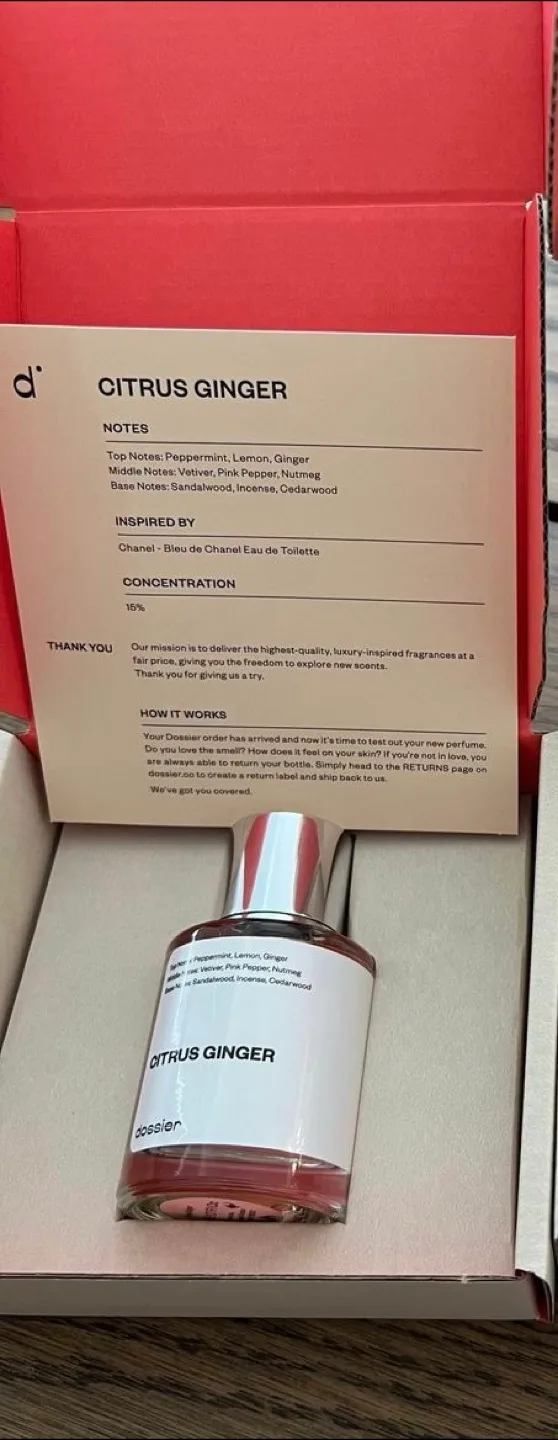 d'
CITRUS GINGER
NOTES
Top Notes: Peppermint, Lemon, Ginger
Middle Notes: Vetiver, Pink Pepper, Nutmeg
Base Notes: Sandalwood, Incense, Cedarwood
INSPIRED BY
Chanel - Bleu de Chanel Eau de Toilette
CONCENTRATION
15%
THANK YOU
Our mission is to deliver the highest-quality, luxury-inspired fragrances at a
fair price, giving you the freedom to explore new scents.
Thank you for giving us a try.
HOW IT WORKS
Your Dossier order has arrived and now it's time to test out your new perfume.
Do you love the smell? How does it feel on your skin? If you're not in love, you
are always able to return your bottle. Simply head to the RETURNS page on
dossier.co to create a return label and ship back to us.
We've got you covered.
Top Notes: Peppermint, Lemon, Ginger
Middle Notes: Vetiver, Pink Pepper, Nutmeg
Base Notes: Sandalwood, Incense, Cedarwood
CITRUS GINGER
dossier